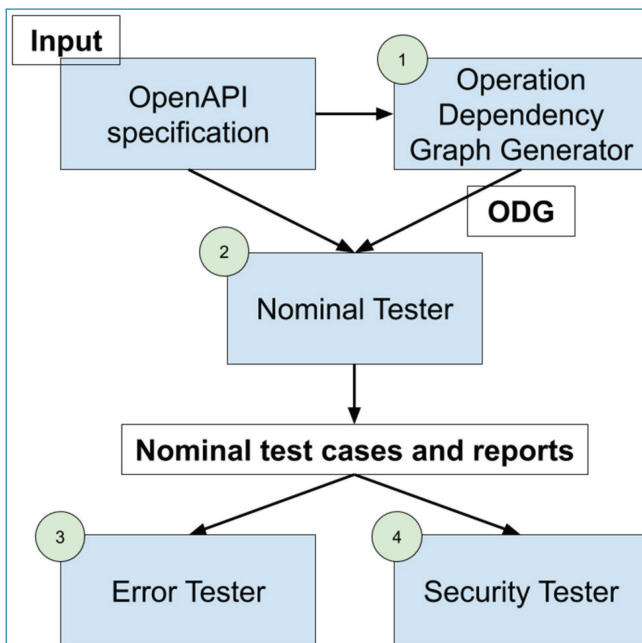 Input
OpenAPI
specification
1
Operation
Dependency
Graph Generator
ODG
2
Nominal Tester
Nominal test cases and reports
3
Error Tester
4
Security Tester